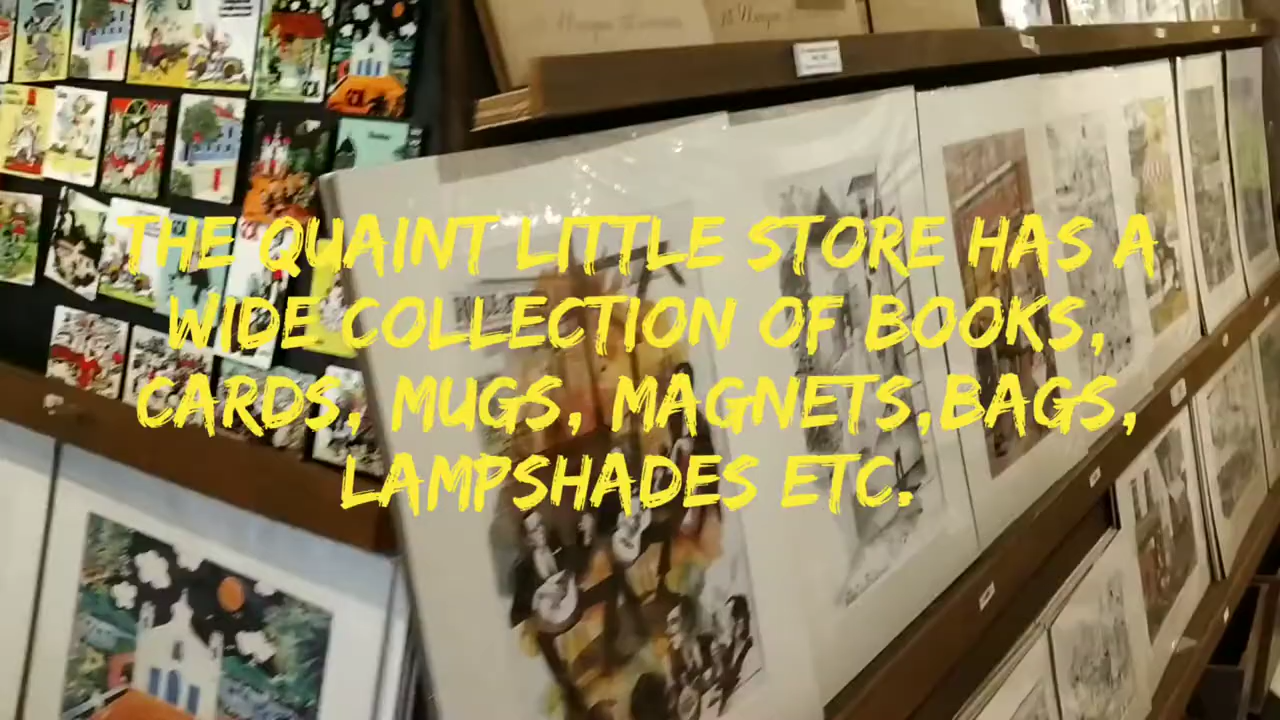 THE QUAINT LITTLE STORE HAS A
WIDE COLLECTION OF BOOKS,
CARDS, MUGS, MAGNETS,BAGS,
LAMPSHADES ETC.